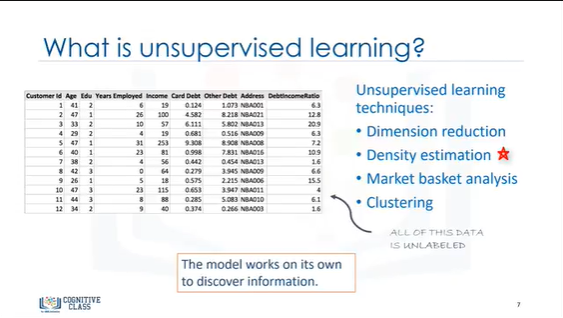 What is unsupervised learning?
Customer Id Age Edu Years Employed Income Card Debt Other Debt Address DebtIncomeRatio
1 41 2 6 19 0.124 1.073 NBA001 6.3
2 47 1 26 100 4.582 8.218 NBA021 12.8
3 33 2 10 57 6.111 5.802 NBA013 20.9
4 29 2 4 19 0.681 0.516 NBA009 6.3
5 47 1 31 253 9.308 8.908 NBA008 7.2
6 40 1 23 81 0.998 7.831 NBA016 10.9
7 38 2 4 56 0.442 0.454 NBA013 1.6
8 42 3 0 64 0.279 3.945 NBA009 6.6
9 26 1 5 18 0.575 2.215 NBA006 15.5
10 47 3 23 115 0.653 3.947 NBA011 4
11 44 3 8 88 0.285 5.083 NBA010 6.1
12 34 2 9 40 0.374 0.266 NBA003 1.6
Unsupervised learning
techniques:
• Dimension reduction
• Density estimation
• Market basket analysis
• Clustering
ALL OF THIS DATA
IS UNLABELED
The model works on its own
to discover information.
COGNITIVE
CLASS
7